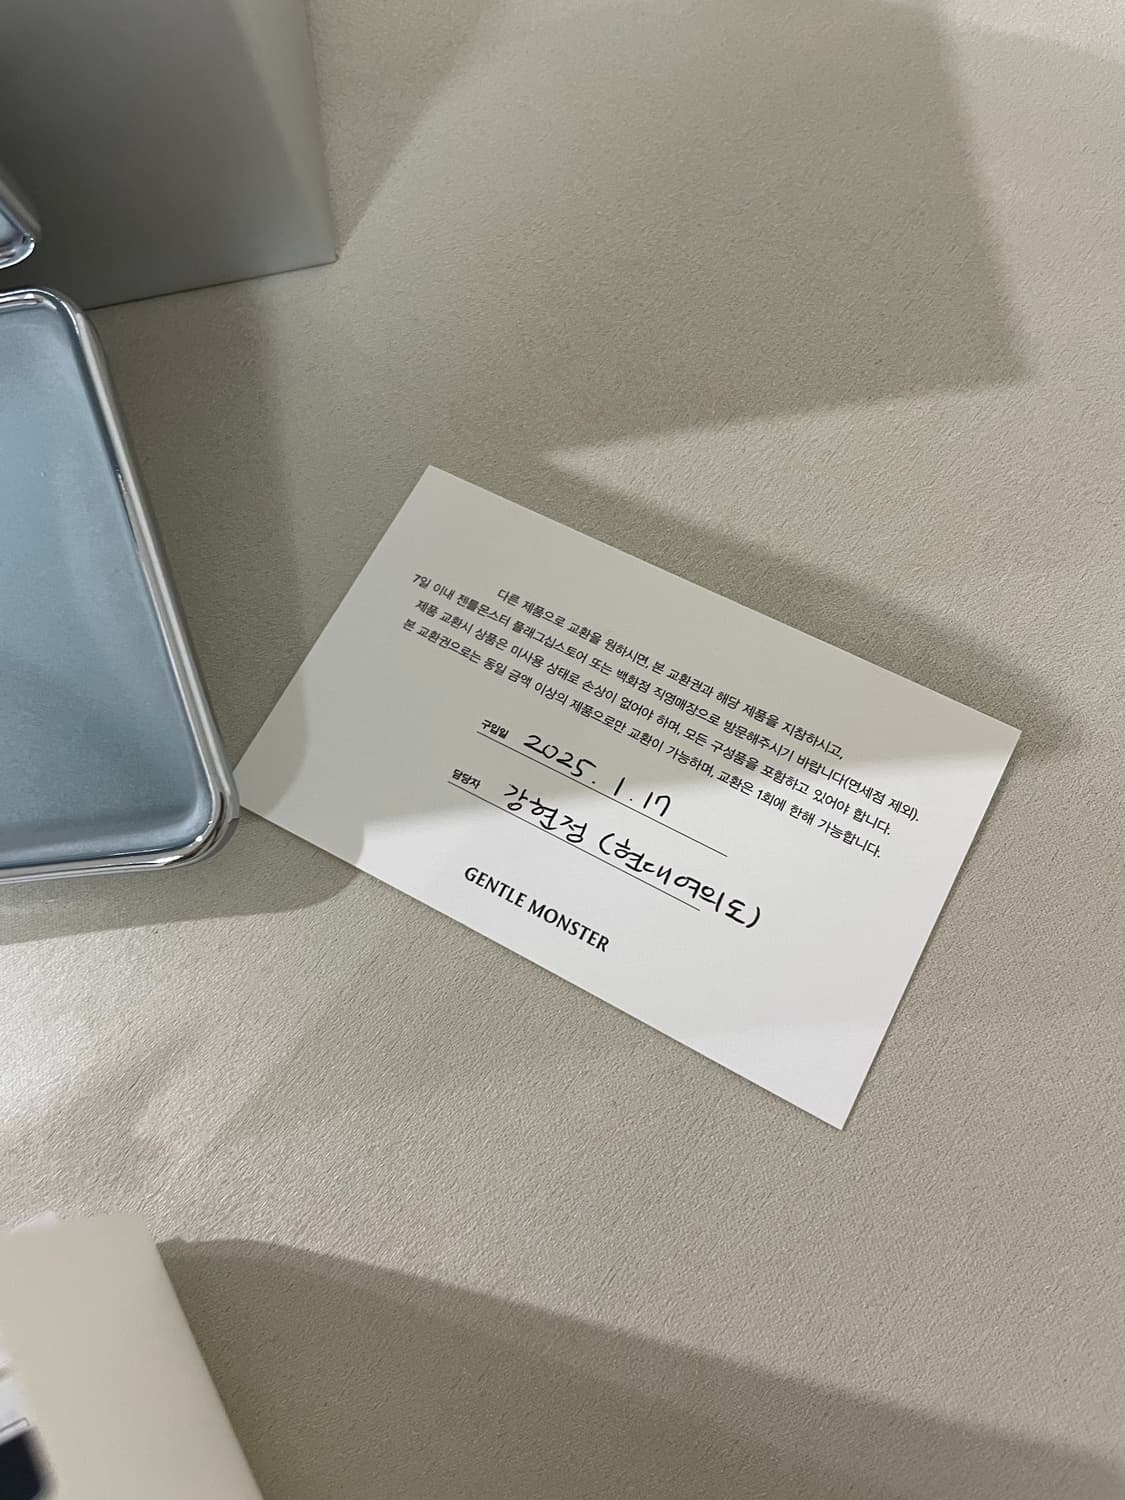 다른 제품으로 교환을 원하시면, 본 교환권과 해당 제품을 지참하시고,
7일 이내 젠틀몬스터 플래그십스토어 또는 백화점 직영매장으로 방문해주시기 바랍니다(면세점 제외).
제품 교환시 상품은 미사용 상태로 손상이 없어야 하며, 모든 구성품을 포함하고 있어야 합니다.
본 교환권으로는 동일 금액 이상의 제품으로만 교환이 가능하며, 교환은 1회에 한해 가능합니다.
구입일 2025. 1. 17
담당자 강현정 (현대여의도)
GENTLE MONSTER